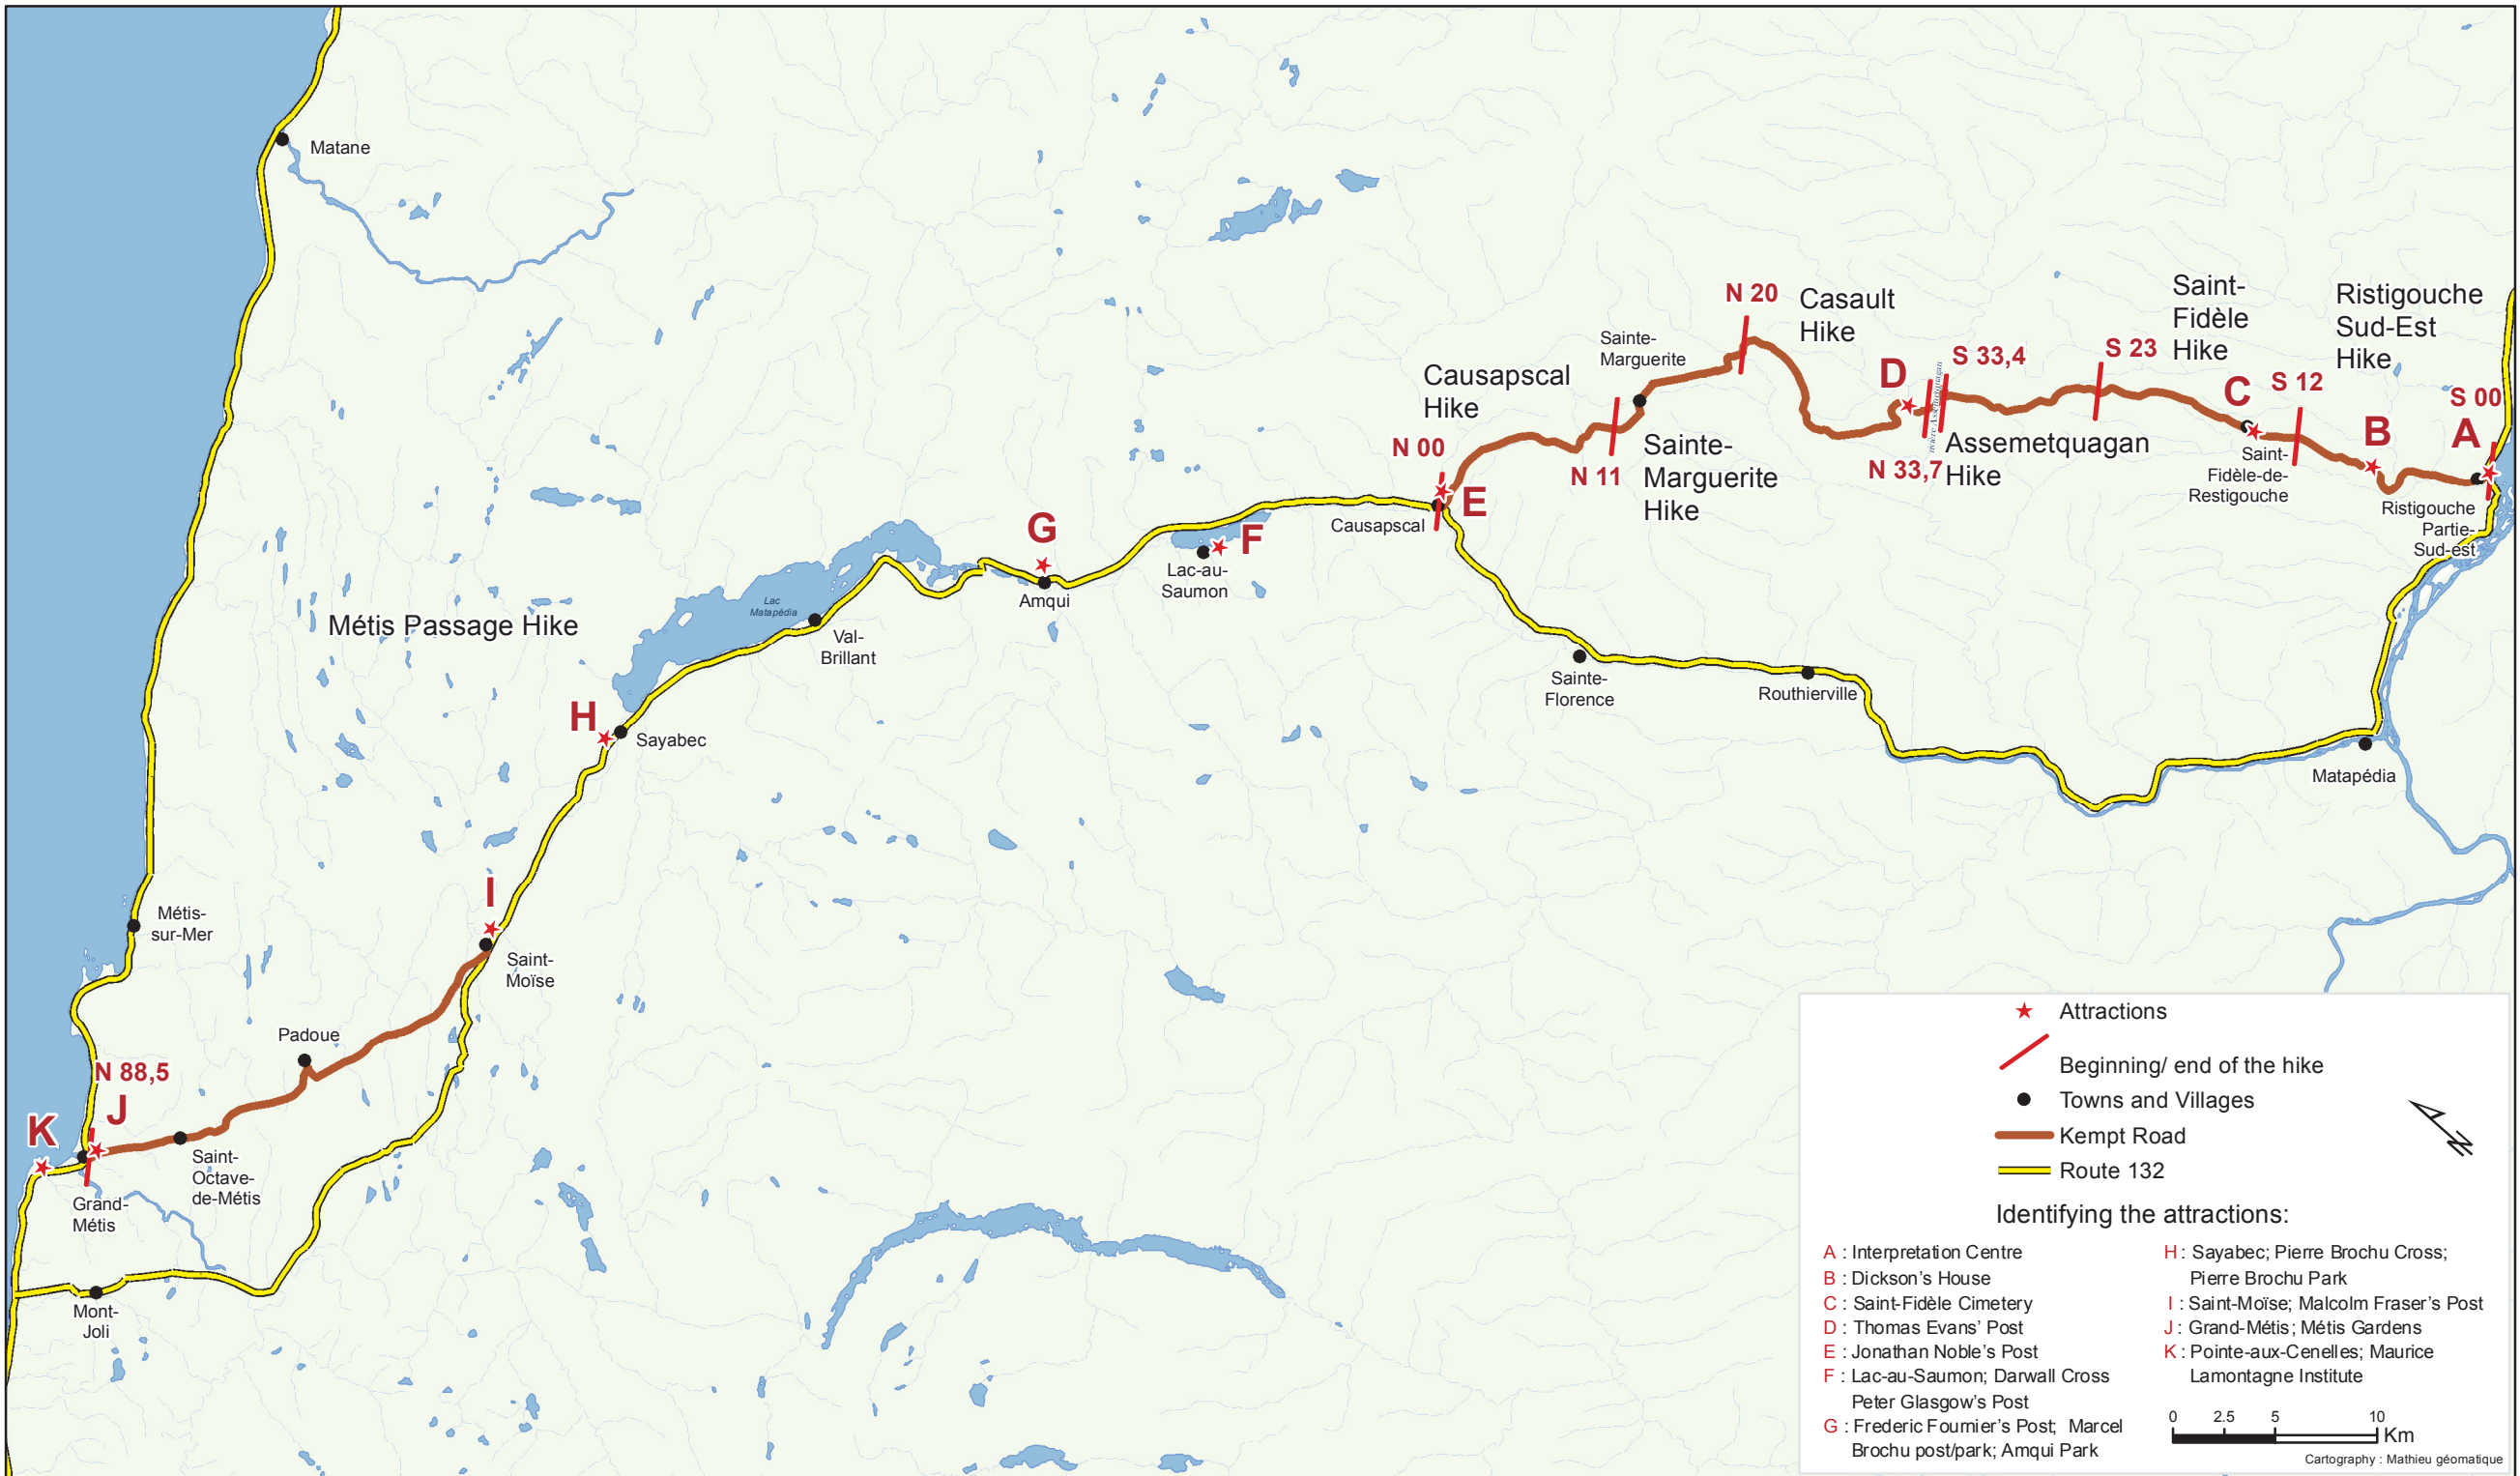 Matane
Saint-
Fidèle
Hike
Ristigouche
Sud-Est
Hike
N 20
Casault
Hike
Sainte-
Marguerite
S 33,4
S 23
D
C
S 12
Causapscal
Hike
S 00
B
A
N 00
N 11
Sainte-
Marguerite
Hike
N 33,7
Assemetquagan
Hike
rivière Assemetquagan
Saint-
Fidèle-de-
Restigouche
E
Causapscal
Ristigouche
Partie-
Sud-est
G
F
Lac-au-
Saumon
Amqui
Lac
Matapédia
Métis Passage Hike
Val-
Brillant
Sainte-
Florence
Routhierville
H
Sayabec
Matapédia
I
Métis-
sur-Mer
Saint-
Moïse
Padoue
N 88,5
J
K
Saint-
Octave-
de-Métis
Grand-
Métis
Mont-
Joli
Attractions
Beginning/ end of the hike
Towns and Villages
Kempt Road
Route 132
N
Identifying the attractions:
A : Interpretation Centre
B : Dickson's House
C : Saint-Fidèle Cimetery
D : Thomas Evans' Post
E : Jonathan Noble's Post
F : Lac-au-Saumon; Darwall Cross
Peter Glasgow's Post
G : Frederic Fournier's Post; Marcel
Brochu post/park; Amqui Park
H : Sayabec; Pierre Brochu Cross;
Pierre Brochu Park
I : Saint-Moïse; Malcolm Fraser's Post
J : Grand-Métis; Métis Gardens
K : Pointe-aux-Cenelles; Maurice
Lamontagne Institute
0 2.5 5 10
Km
Cartography : Mathieu géomatique